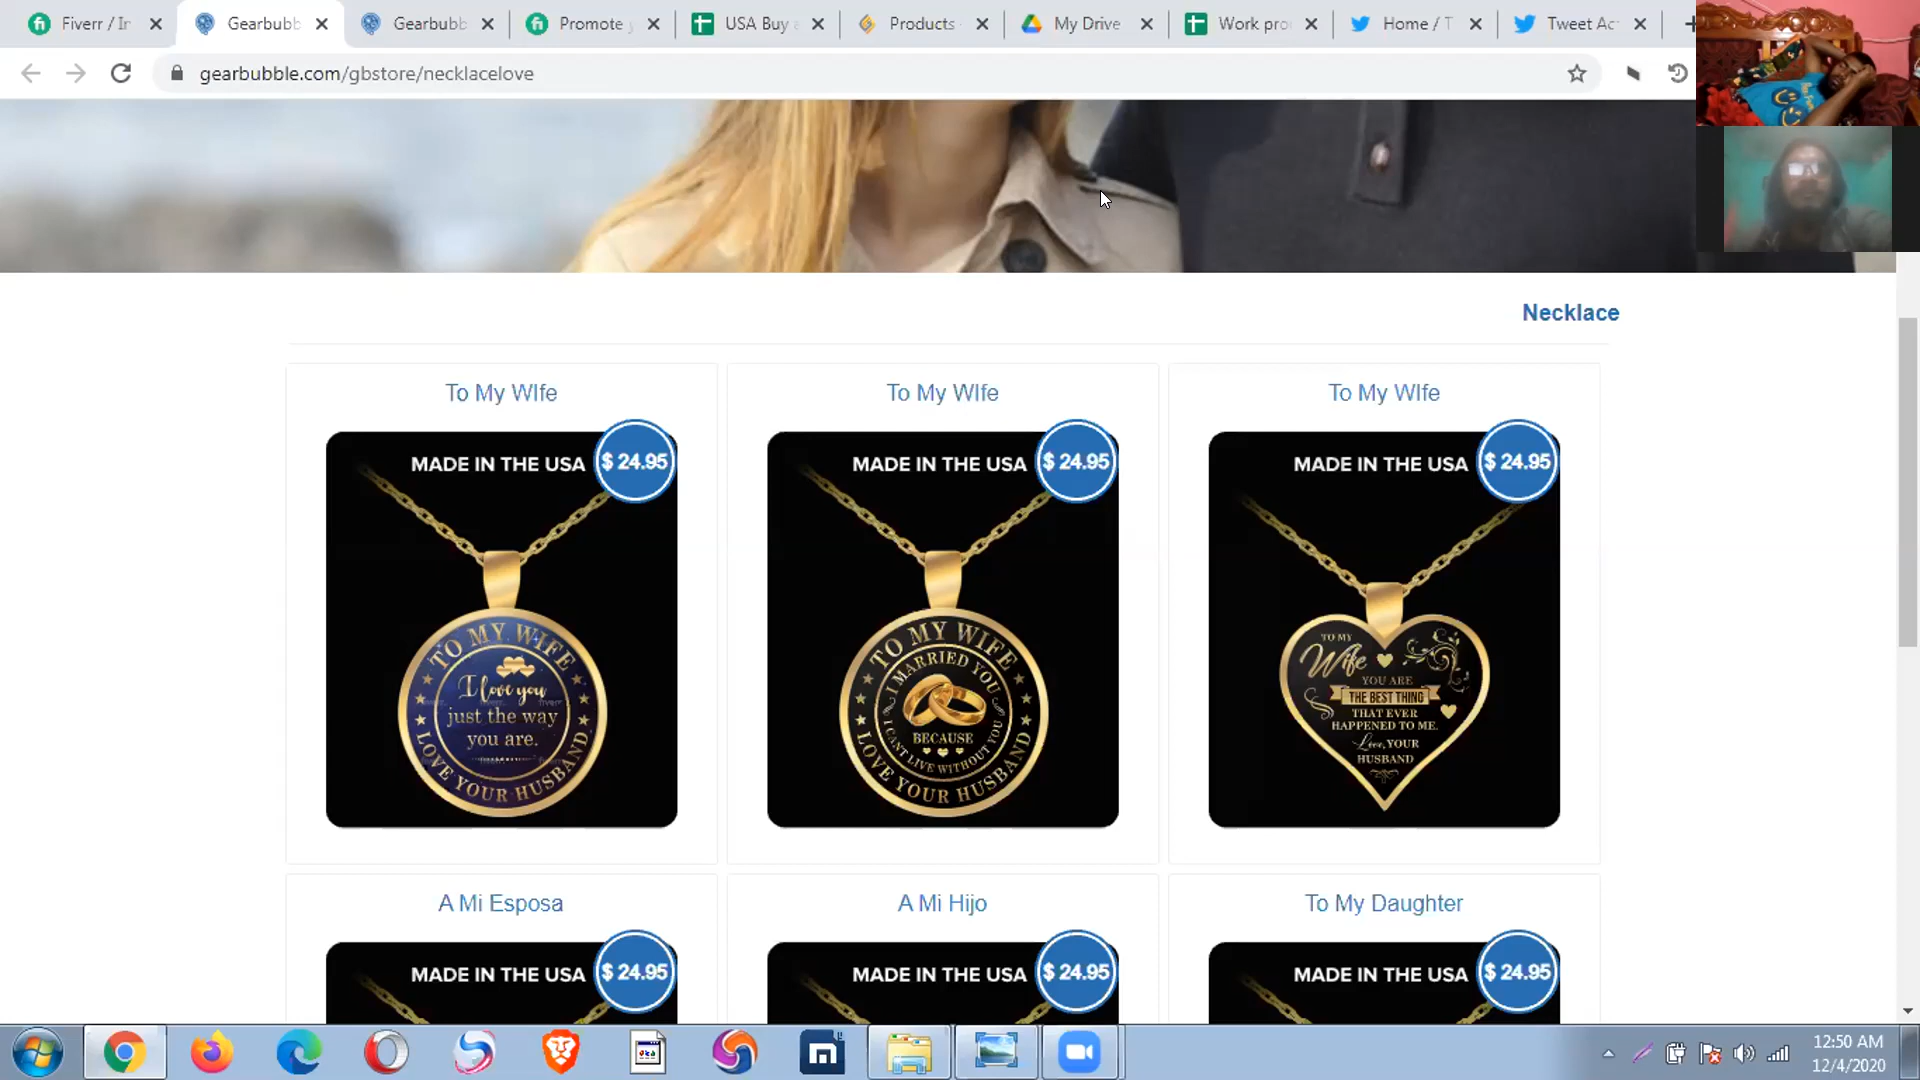 Fiverr / In
Gearbubb
Gearbubb
Promote y
USA Buy a
Products
My Drive
Work pro
Home / T
Tweet Ac
gearbubble.com/gbstore/necklacelove
Necklace
To My WIfe
To My WIfe
To My WIfe
MADE IN THE USA $ 24.95
MADE IN THE USA $ 24.95
MADE IN THE USA $ 24.95
TO MY WIFE
I love you
just the way
you are.
LOVE YOUR HUSBAND
TO MY WIFE
I MARRIED YOU
BECAUSE
I CAN'T LIVE WITHOUT YOU
LOVE YOUR HUSBAND
TO MY
Wife
YOU ARE
THE BEST THING
THAT EVER
HAPPENED TO ME.
Love, YOUR
HUSBAND
A Mi Esposa
A Mi Hijo
To My Daughter
MADE IN THE USA $ 24.95
MADE IN THE USA $ 24.95
MADE IN THE USA $ 24.95
12:50 AM
12/4/2020